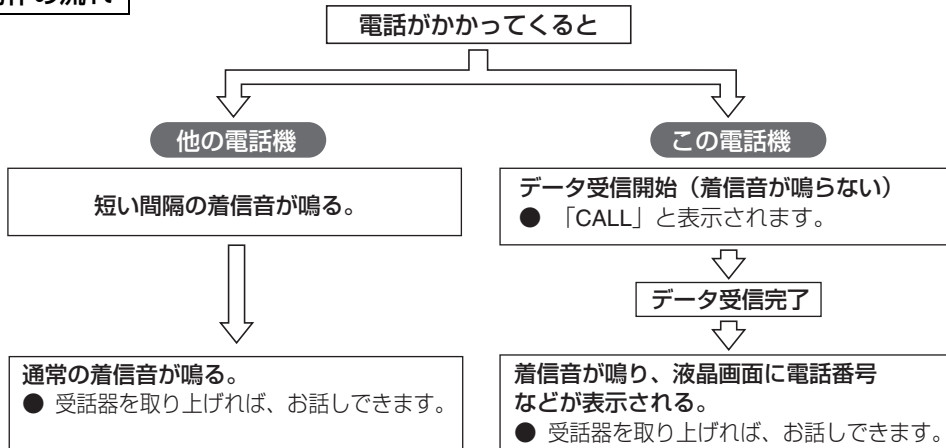 電話がかかってくると
他の電話機
短い間隔の着信音が鳴る。
通常の着信音が鳴る。
● 受話器を取り上げれば、お話しできます。
この電話機
データ受信開始（着信音が鳴らない）
● 「CALL」と表示されます。
データ受信完了
着信音が鳴り、液晶画面に電話番号
などが表示される。
● 受話器を取り上げれば、お話しできます。